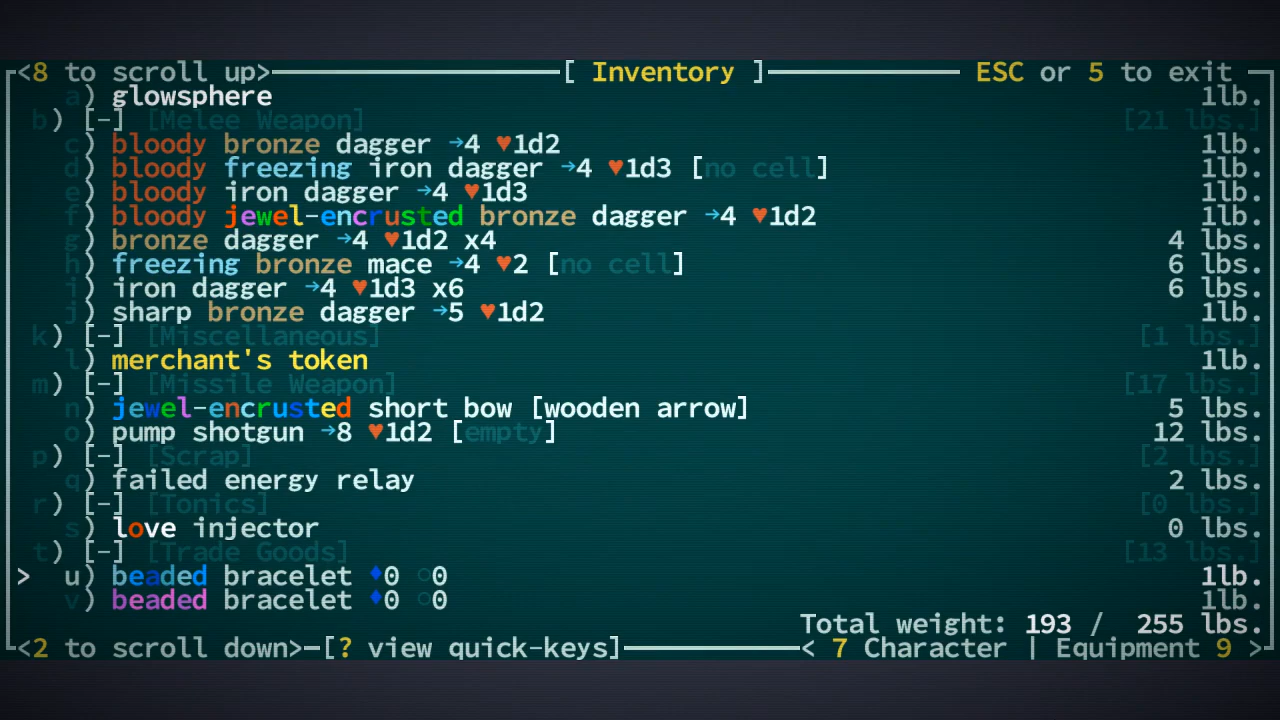 <8 to scroll up> [ Inventory ] ESC or 5 to exit
a) glowsphere 1lb.
b) [-] [Melee Weapon] [21 lbs.]
c) bloody bronze dagger →4 ♥1d2 1lb.
d) bloody freezing iron dagger →4 ♥1d3 [no cell] 1lb.
e) bloody iron dagger →4 ♥1d3 1lb.
f) bloody jewel-encrusted bronze dagger →4 ♥1d2 1lb.
g) bronze dagger →4 ♥1d2 x4 4 lbs.
h) freezing bronze mace →4 ♥2 [no cell] 6 lbs.
i) iron dagger →4 ♥1d3 x6 6 lbs.
j) sharp bronze dagger →5 ♥1d2 1lb.
k) [-] [Miscellaneous] [1 lbs.]
l) merchant's token 1lb.
m) [-] [Missile Weapon] [17 lbs.]
n) jewel-encrusted short bow [wooden arrow] 5 lbs.
o) pump shotgun →8 ♥1d2 [empty] 12 lbs.
p) [-] [Scrap] [2 lbs.]
q) failed energy relay 2 lbs.
r) [-] [Tonics] [0 lbs.]
s) love injector 0 lbs.
t) [-] [Trade Goods] [13 lbs.]
> u) beaded bracelet ♦0 ○0 1lb.
v) beaded bracelet ♦0 ○0 1lb.
Total weight: 193 / 255 lbs.
<2 to scroll down> [? view quick-keys] < 7 Character | Equipment 9 >